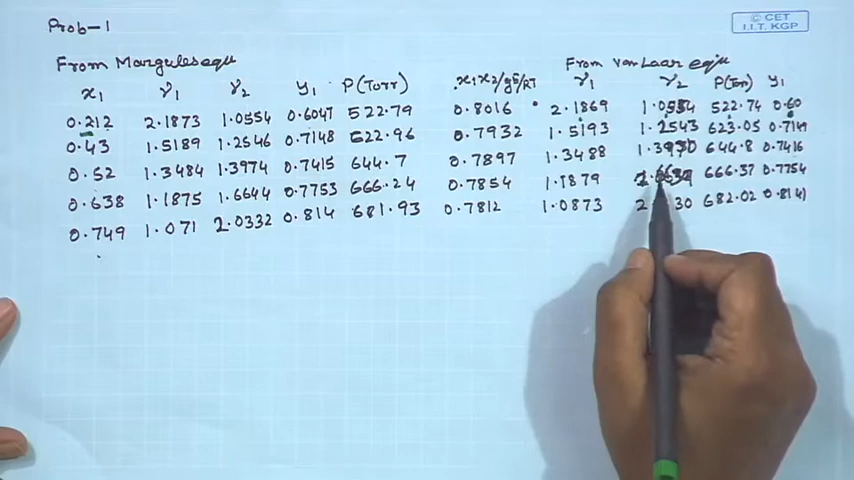 Prob-1
© CET
I.I.T. KGP
From Margules equ From Van Laar equ
x1 γ1 γ2 y1 P(Torr) x1x2/gE/RT γ1 γ2 P(Torr) y1
0.212 2.1873 1.0554 0.6047 522.79 0.8016 2.1869 522.74 0.60
0.43 1.5189 1.2546 0.7148 622.96 0.7932 1.5193 1.2543 623.05 0.7149
0.52 1.3484 1.3974 0.7415 644.7 0.7897 1.3488 644.8 0.7416
0.638 1.1875 1.6644 0.7753 666.24 0.7854 1.1879 666.37 0.7754
0.749 1.071 2.0332 0.814 681.93 0.7812 1.0873 682.02 0.8141